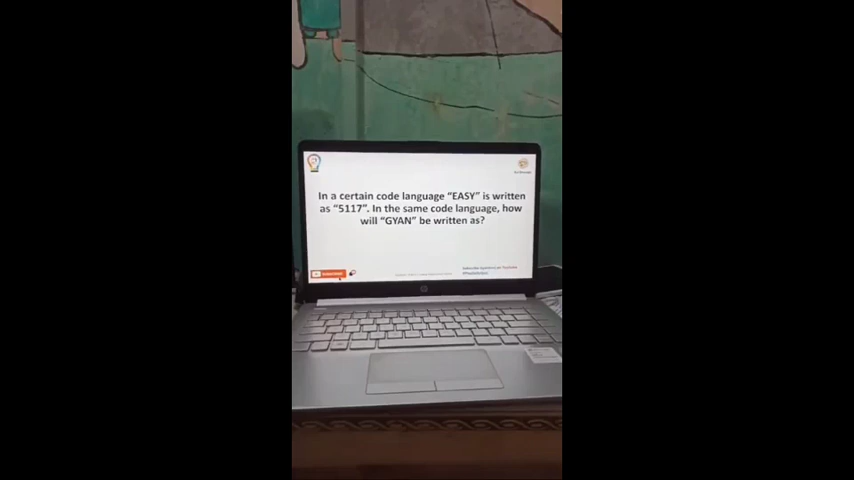 In a certain code language “EASY” is written
as “5117”. In the same code language, how
will “GYAN” be written as?